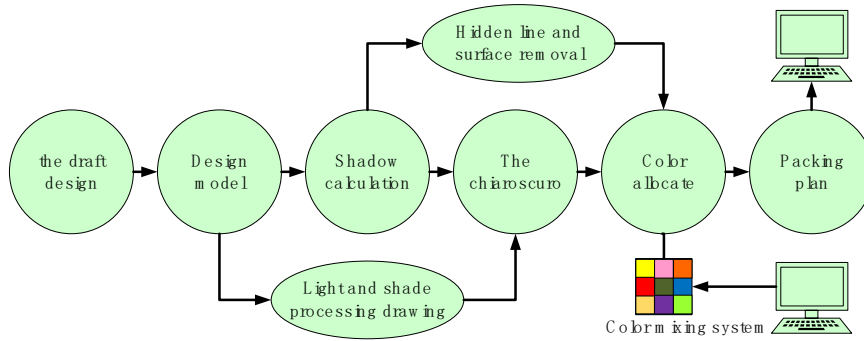 Hidden line and
surface removal
the draft
design
Design
model
Shadow
calculation
The
chiaroscuro
Color
allocate
Packing
plan
Light and shade
processing drawing
Color mixing system